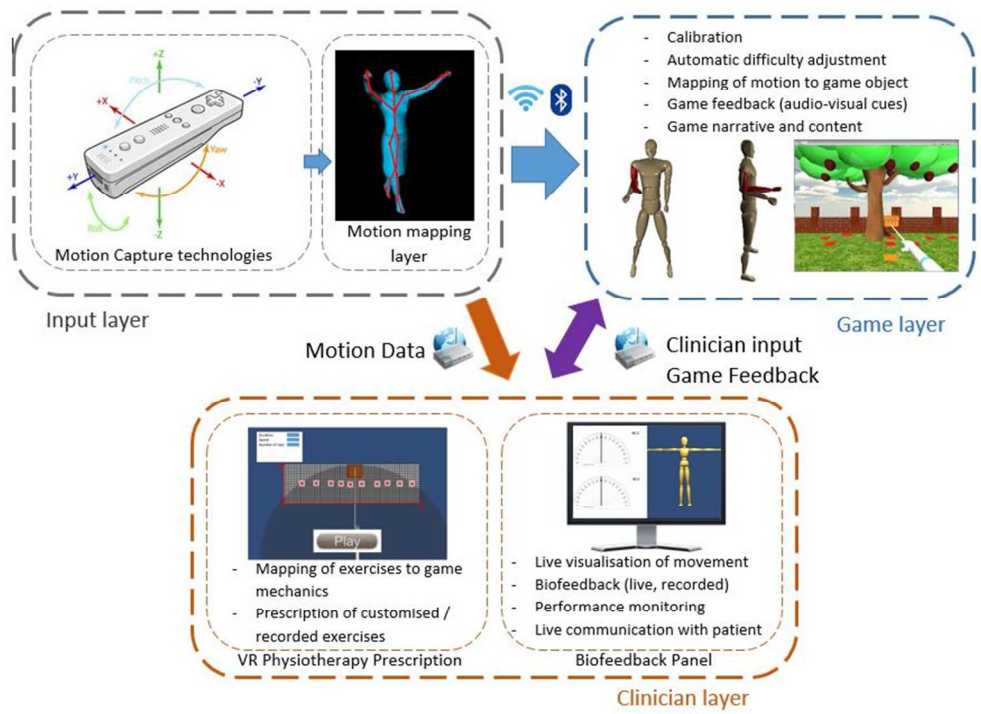 - Calibration
- Automatic difficulty adjustment
- Mapping of motion to game object
- Game feedback (audio-visual cues)
- Game narrative and content
+Z
Pitch
-Y
+X
Yaw
+Y
-X
Roll
-Z
Motion Capture technologies
Motion mapping
layer
Input layer
Game layer
Motion Data
Clinician input
Game Feedback
Play
- Mapping of exercises to game
mechanics
- Prescription of customised /
recorded exercises
VR Physiotherapy Prescription
- Live visualisation of movement
- Biofeedback (live, recorded)
- Performance monitoring
- Live communication with patient
Biofeedback Panel
Clinician layer